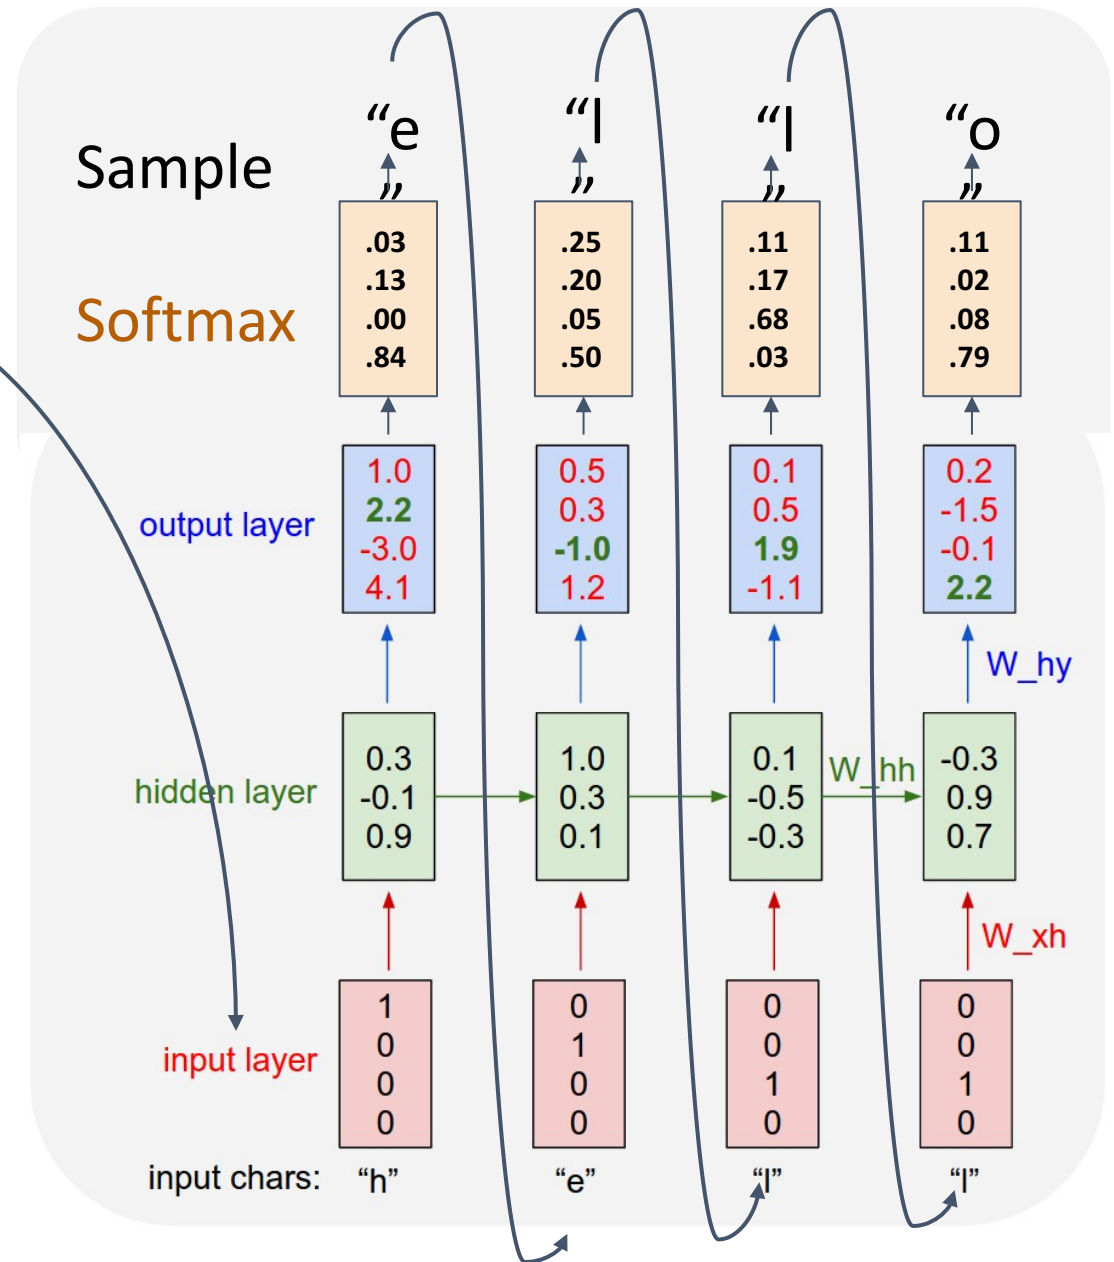 “e “l “l “o
Sample
” ” ” ”
.03 .25 .11 .11
.13 .20 .17 .02
Softmax
.00 .05 .68 .08
.84 .50 .03 .79
1.0 0.5 0.1 0.2
output layer 2.2 0.3 0.5 -1.5
-3.0 -1.0 1.9 -0.1
4.1 1.2 -1.1 2.2
W_hy
0.3 1.0 0.1 W_hh -0.3
hidden layer -0.1 0.3 -0.5 0.9
0.9 0.1 -0.3 0.7
W_xh
1 0 0 0
input layer 0 1 0 0
0 0 1 1
0 0 0 0
input chars: “h” “e” “l” “l”